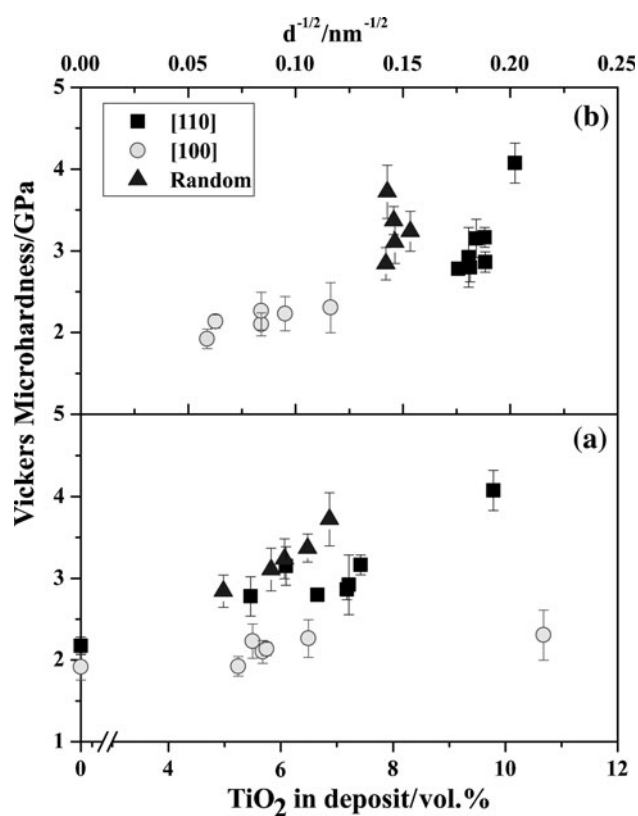 d⁻¹/²/nm⁻¹/²
0.00 0.05 0.10 0.15 0.20 0.25
5
[110]
[100]
Random
(b)
4
3
2
5
(a)
4
3
2
1
Vickers Microhardness/GPa
0 4 6 8 10 12
TiO₂ in deposit/vol.%